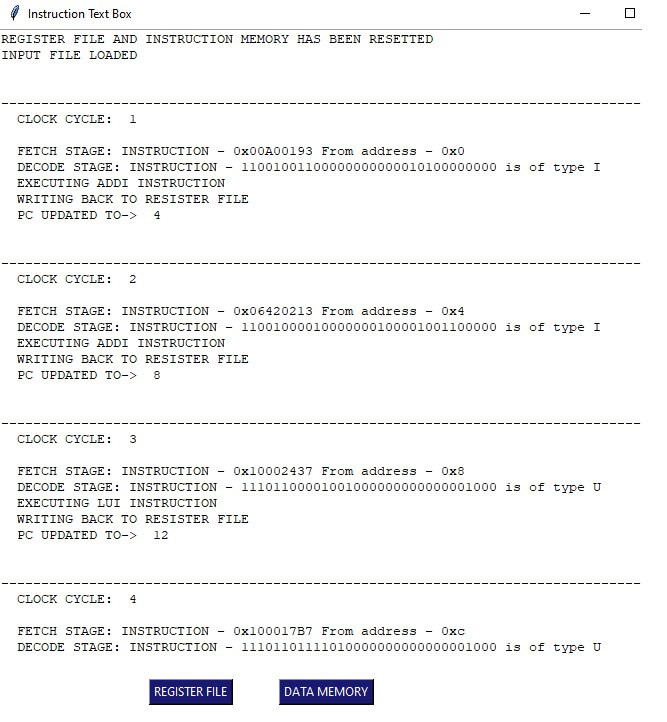 Instruction Text Box
REGISTER FILE AND INSTRUCTION MEMORY HAS BEEN RESETTED
INPUT FILE LOADED
--------------------------------------------------------------------------------
CLOCK CYCLE:  1
FETCH STAGE: INSTRUCTION - 0x00A00193 From address - 0x0
DECODE STAGE: INSTRUCTION - 11001001100000000000010100000000 is of type I
EXECUTING ADDI INSTRUCTION
WRITING BACK TO RESISTER FILE
PC UPDATED TO->  4
--------------------------------------------------------------------------------
CLOCK CYCLE:  2
FETCH STAGE: INSTRUCTION - 0x06420213 From address - 0x4
DECODE STAGE: INSTRUCTION - 11001000010000000100001001100000 is of type I
EXECUTING ADDI INSTRUCTION
WRITING BACK TO RESISTER FILE
PC UPDATED TO->  8
--------------------------------------------------------------------------------
CLOCK CYCLE:  3
FETCH STAGE: INSTRUCTION - 0x10002437 From address - 0x8
DECODE STAGE: INSTRUCTION - 11101100001001000000000000001000 is of type U
EXECUTING LUI INSTRUCTION
WRITING BACK TO RESISTER FILE
PC UPDATED TO->  12
--------------------------------------------------------------------------------
CLOCK CYCLE:  4
FETCH STAGE: INSTRUCTION - 0x100017B7 From address - 0xc
DECODE STAGE: INSTRUCTION - 11101101111010000000000000001000 is of type U
REGISTER FILE
DATA MEMORY